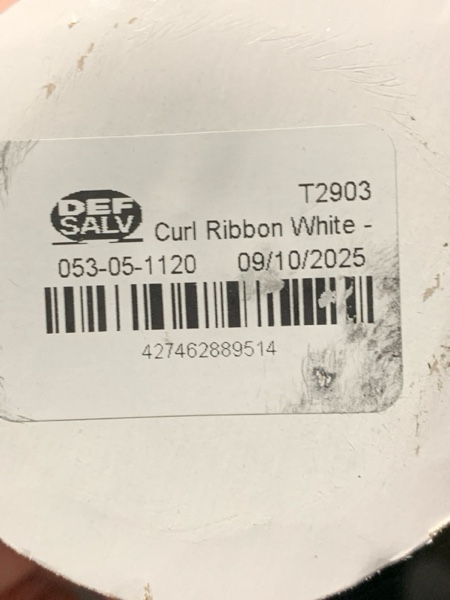 T2903
DEF
SALV
Curl Ribbon White -
053-05-1120 09/10/2025
427462889514